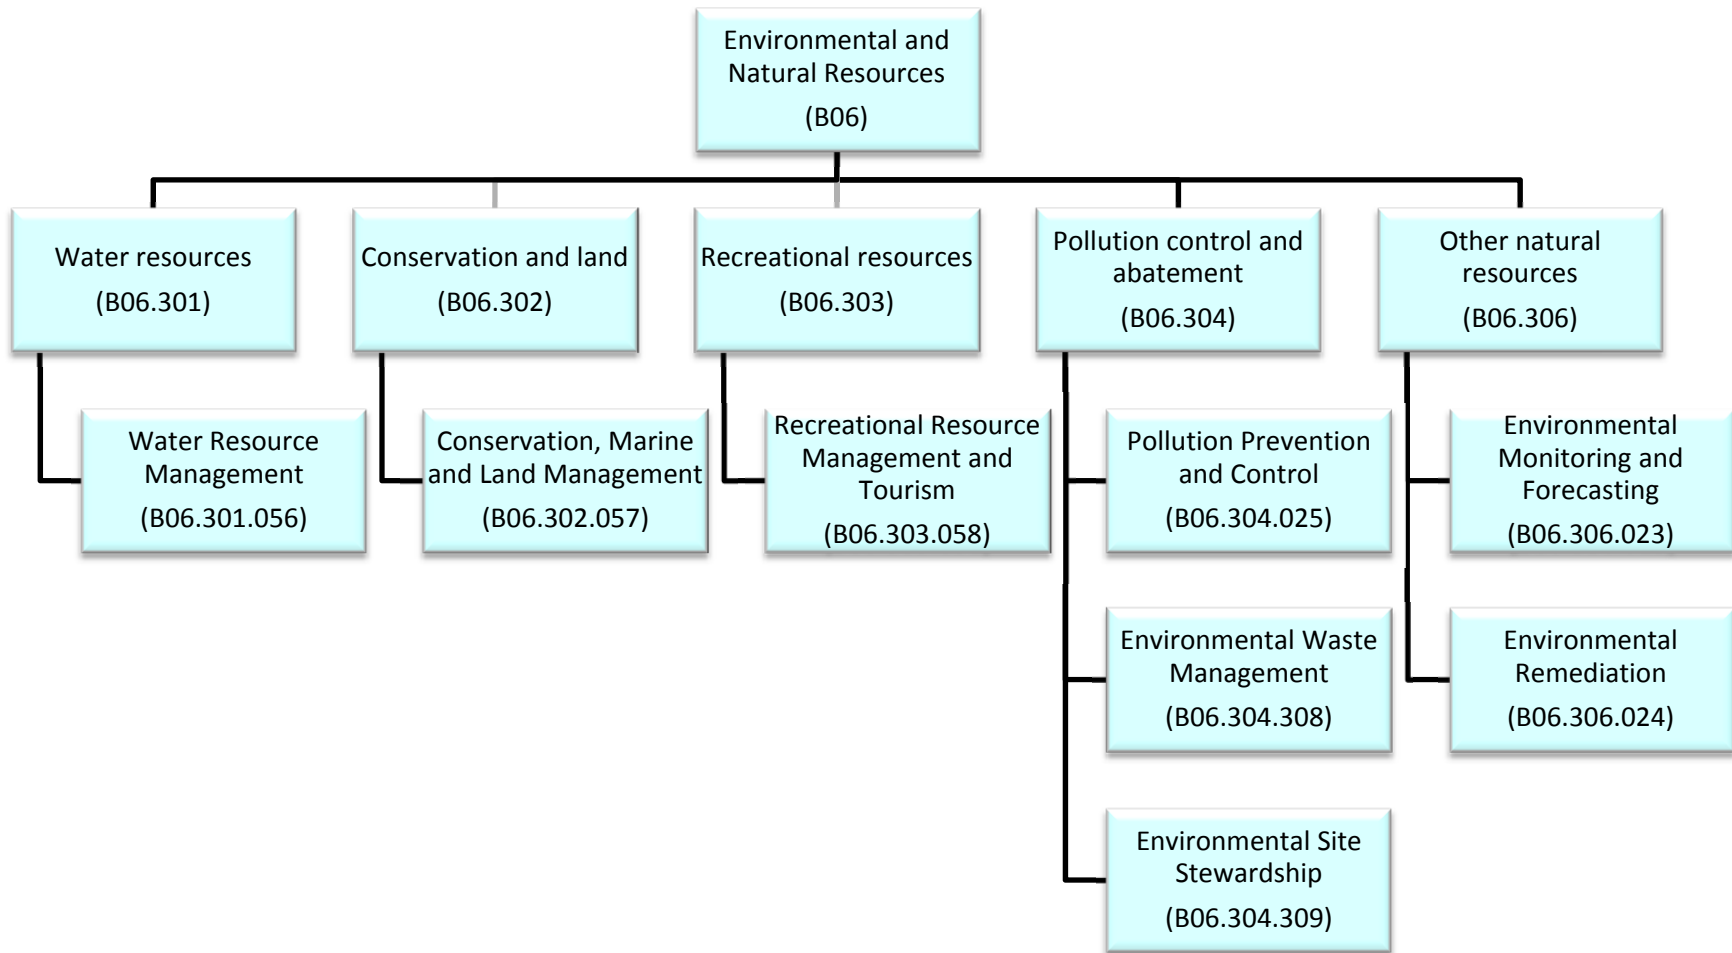 Environmental and
Natural Resources
(B06)
Water resources
(B06.301)
Conservation and land
(B06.302)
Recreational resources
(B06.303)
Pollution control and
abatement
(B06.304)
Other natural
resources
(B06.306)
Water Resource
Management
(B06.301.056)
Conservation, Marine
and Land Management
(B06.302.057)
Recreational Resource
Management and
Tourism
(B06.303.058)
Pollution Prevention
and Control
(B06.304.025)
Environmental
Monitoring and
Forecasting
(B06.306.023)
Environmental Waste
Management
(B06.304.308)
Environmental
Remediation
(B06.306.024)
Environmental Site
Stewardship
(B06.304.309)